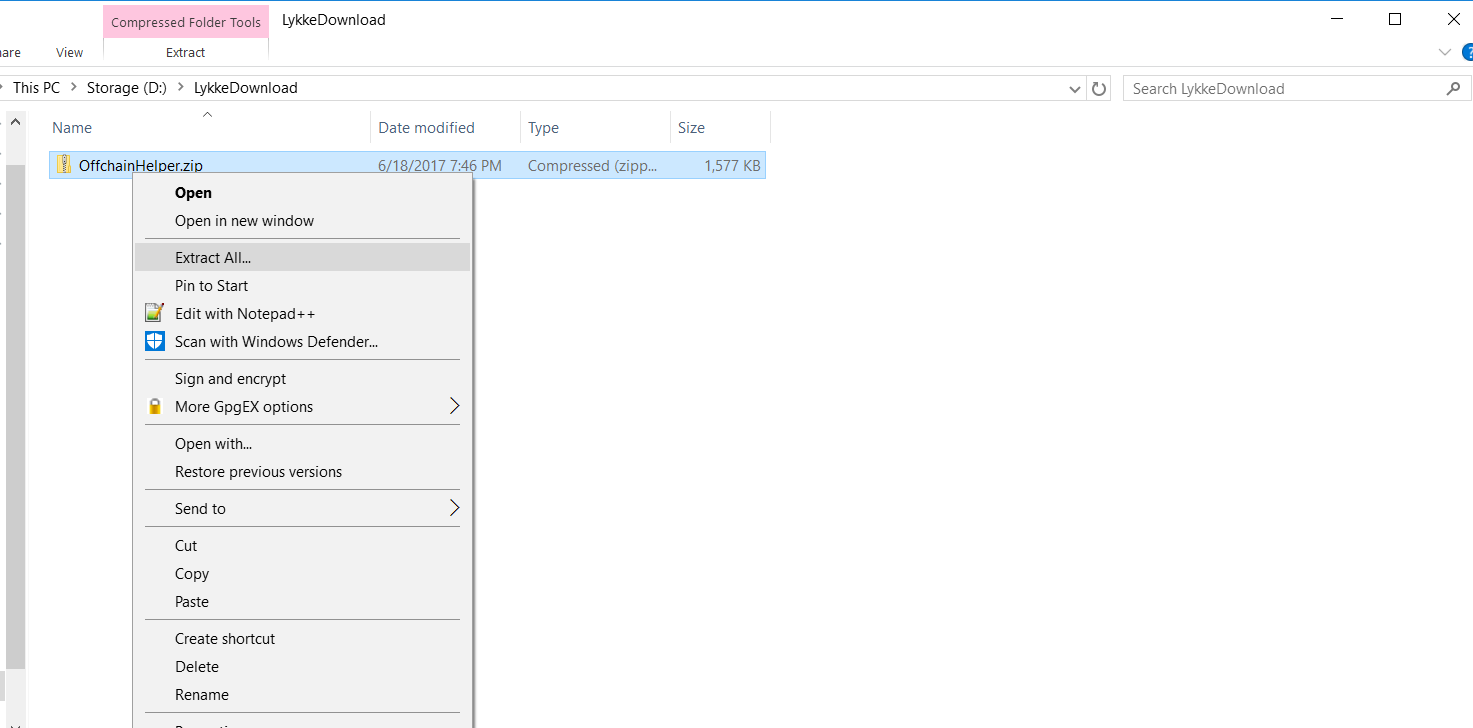 Compressed Folder Tools LykkeDownload
are View Extract
This PC Storage (D:) LykkeDownload Search LykkeDownload
Name Date modified Type Size
OffchainHelper.zip 6/18/2017 7:46 PM Compressed (zipp... 1,577 KB
Open
Open in new window
Extract All...
Pin to Start
Edit with Notepad++
Scan with Windows Defender...
Sign and encrypt
More GpgEX options
Open with...
Restore previous versions
Send to
Cut
Copy
Paste
Create shortcut
Delete
Rename